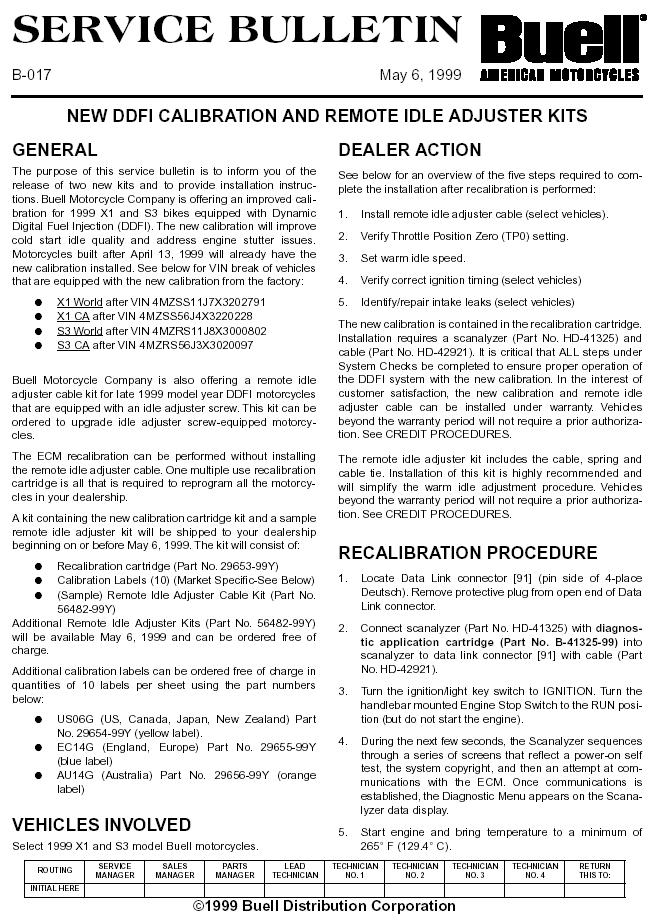 SERVICE BULLETIN
Buell®
AMERICAN MOTORCYCLES
B-017
May 6, 1999
NEW DDFI CALIBRATION AND REMOTE IDLE ADJUSTER KITS
GENERAL
The purpose of this service bulletin is to inform you of the
release of two new kits and to provide installation instruc-
tions. Buell Motorcycle Company is offering an improved cali-
bration for 1999 X1 and S3 bikes equipped with Dynamic
Digital Fuel Injection (DDFI). The new calibration will improve
cold start idle quality and address engine stutter issues.
Motorcycles built after April 13, 1999 will already have the
new calibration installed. See below for VIN break of vehicles
that are equipped with the new calibration from the factory:
● X1 World after VIN 4MZSS11J7X3202791
● X1 CA after VIN 4MZSS56J4X3220228
● S3 World after VIN 4MZRS11J8X3000802
● S3 CA after VIN 4MZRS56J3X3020097
Buell Motorcycle Company is also offering a remote idle
adjuster cable kit for late 1999 model year DDFI motorcycles
that are equipped with an idle adjuster screw. This kit can be
ordered to upgrade idle adjuster screw-equipped motorcy-
cles.
The ECM recalibration can be performed without installing
the remote idle adjuster cable. One multiple use recalibration
cartridge is all that is required to reprogram all the motorcy-
cles in your dealership.
A kit containing the new calibration cartridge kit and a sample
remote idle adjuster kit will be shipped to your dealership
beginning on or before May 6, 1999. The kit will consist of:
● Recalibration cartridge (Part No. 29653-99Y)
● Calibration Labels (10) (Market Specific-See Below)
● (Sample) Remote Idle Adjuster Cable Kit (Part No.
56482-99Y)
Additional Remote Idle Adjuster Kits (Part No. 56482-99Y)
will be available May 6, 1999 and can be ordered free of
charge.
Additional calibration labels can be ordered free of charge in
quantities of 10 labels per sheet using the part numbers
below:
● US06G (US, Canada, Japan, New Zealand) Part
No. 29654-99Y (yellow label).
● EC14G (England, Europe) Part No. 29655-99Y
(blue label)
● AU14G (Australia) Part No. 29656-99Y (orange
label)
VEHICLES INVOLVED
Select 1999 X1 and S3 model Buell motorcycles.
DEALER ACTION
See below for an overview of the five steps required to com-
plete the installation after recalibration is performed:
1. Install remote idle adjuster cable (select vehicles).
2. Verify Throttle Position Zero (TP0) setting.
3. Set warm idle speed.
4. Verify correct ignition timing (select vehicles)
5. Identify/repair intake leaks (select vehicles)
The new calibration is contained in the recalibration cartridge.
Installation requires a scanalyzer (Part No. HD-41325) and
cable (Part No. HD-42921). It is critical that ALL steps under
System Checks be completed to ensure proper operation of
the DDFI system with the new calibration. In the interest of
customer satisfaction, the new calibration and remote idle
adjuster cable can be installed under warranty. Vehicles
beyond the warranty period will not require a prior authoriza-
tion. See CREDIT PROCEDURES.
The remote idle adjuster kit includes the cable, spring and
cable tie. Installation of this kit is highly recommended and
will simplify the warm idle adjustment procedure. Vehicles
beyond the warranty period will not require a prior authoriza-
tion. See CREDIT PROCEDURES.
RECALIBRATION PROCEDURE
1. Locate Data Link connector [91] (pin side of 4-place
Deutsch). Remove protective plug from open end of Data
Link connector.
2. Connect scanalyzer (Part No. HD-41325) with diagnos-
tic application cartridge (Part No. B-41325-99) into
scanalyzer to data link connector [91] with cable (Part
No. HD-42921).
3. Turn the ignition/light key switch to IGNITION. Turn the
handlebar mounted Engine Stop Switch to the RUN posi-
tion (but do not start the engine).
4. During the next few seconds, the Scanalyzer sequences
through a series of screens that reflect a power-on self
test, the system copyright, and then an attempt at com-
munications with the ECM. Once communications is
established, the Diagnostic Menu appears on the Scana-
lyzer data display.
5. Start engine and bring temperature to a minimum of
265° F (129.4° C).
ROUTING
SERVICE MANAGER
SALES MANAGER
PARTS MANAGER
LEAD TECHNICIAN
TECHNICIAN NO. 1
TECHNICIAN NO. 2
TECHNICIAN NO. 3
TECHNICIAN NO. 4
RETURN THIS TO:
INITIAL HERE
©1999 Buell Distribution Corporation